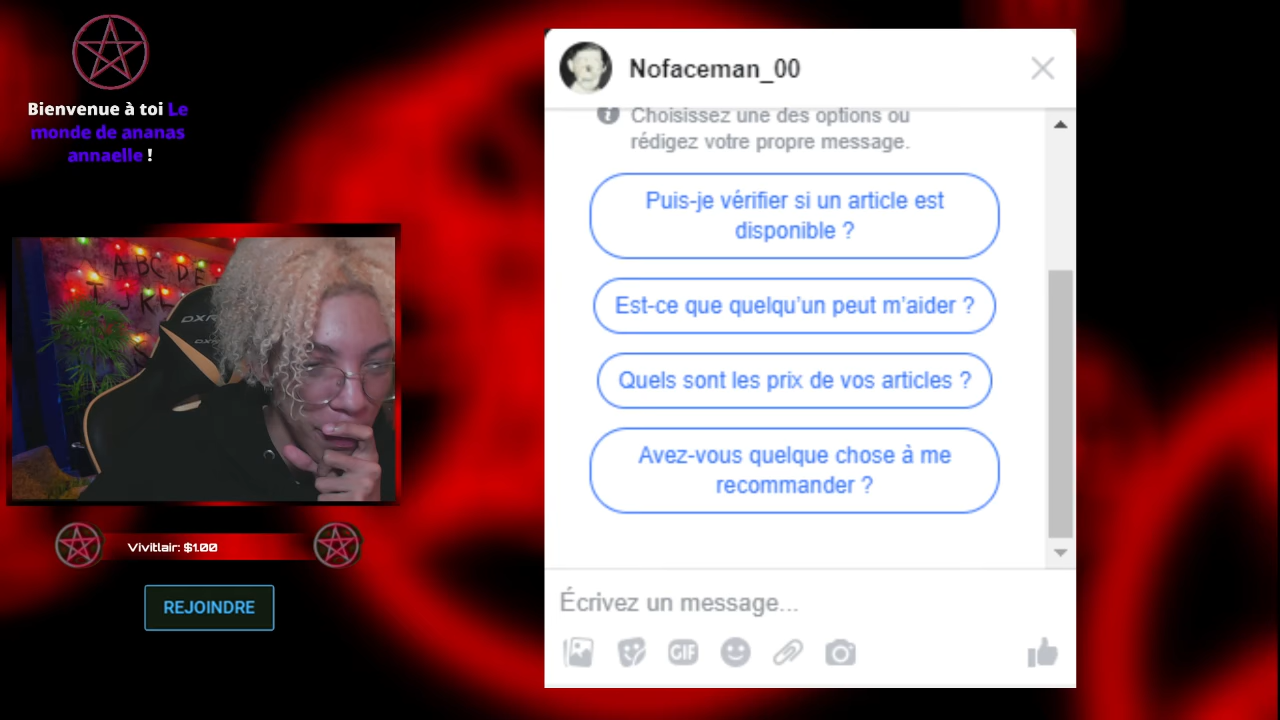 Bienvenue à toi Le
monde de ananas
annaelle !
A B C D E
T J K L
DXR
Vivitlair: $1.00
REJOINDRE
Nofaceman_00
Choisissez une des options ou
rédigez votre propre message.
Puis-je vérifier si un article est
disponible ?
Est-ce que quelqu’un peut m’aider ?
Quels sont les prix de vos articles ?
Avez-vous quelque chose à me
recommander ?
Écrivez un message...
GIF